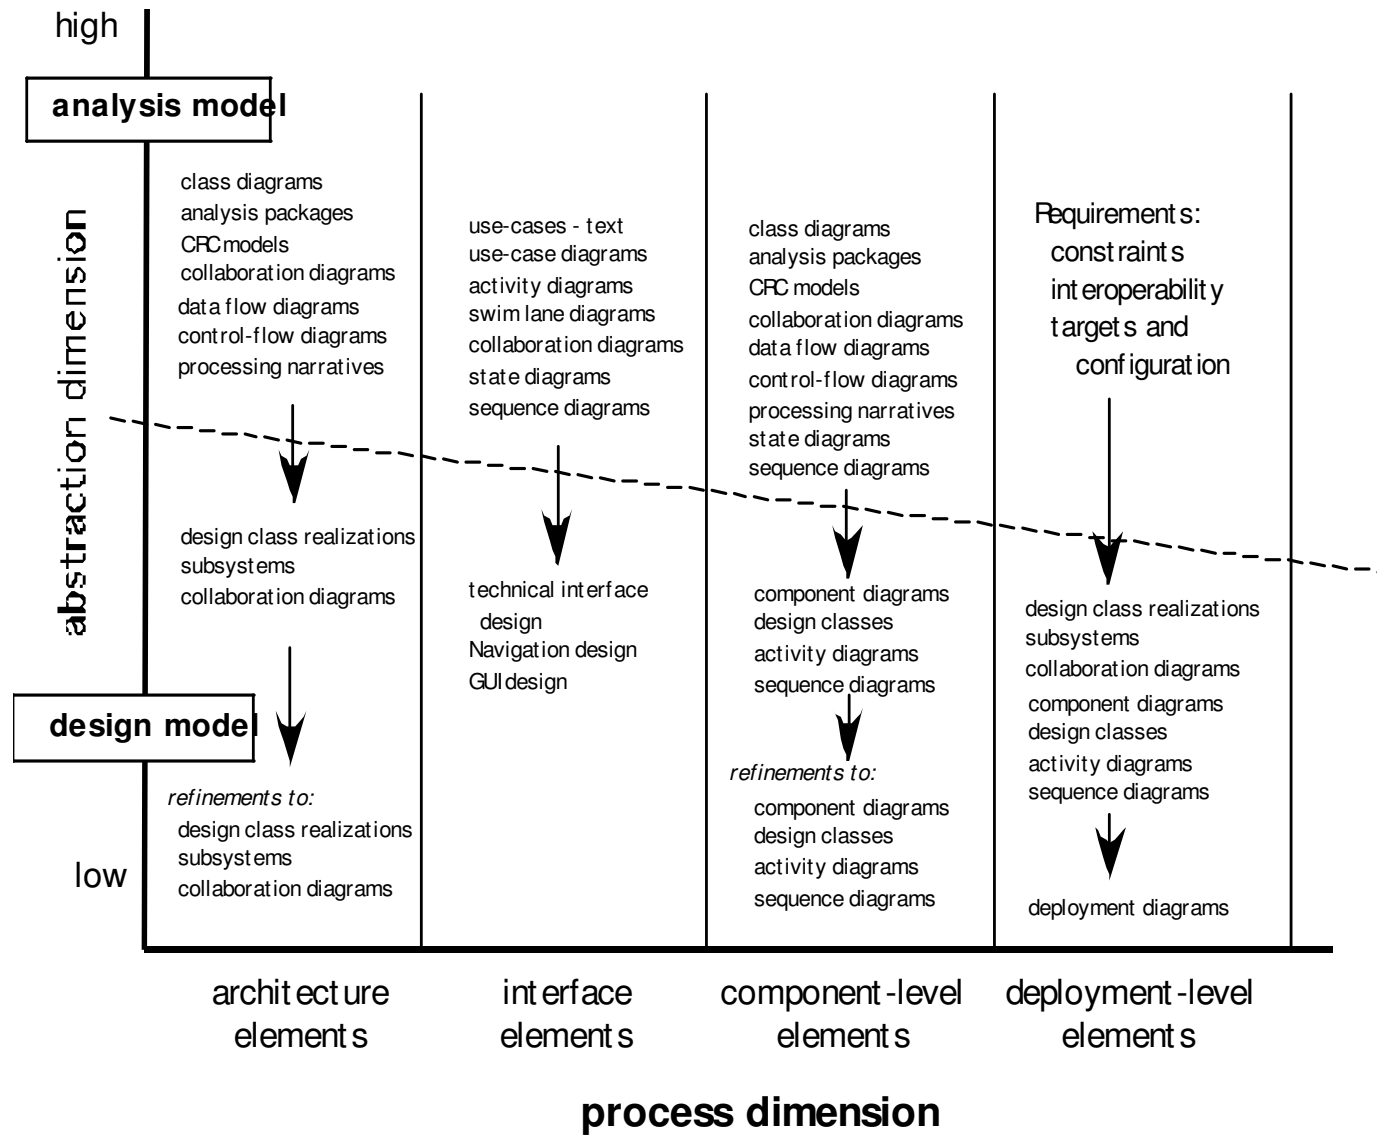 high
analysis model
abstraction dimension
class diagrams
analysis packages
CRC models
collaboration diagrams
data flow diagrams
control-flow diagrams
processing narratives
design class realizations
subsystems
collaboration diagrams
design model
refinements to:
design class realizations
subsystems
collaboration diagrams
low
use-cases - text
use-case diagrams
activity diagrams
swim lane diagrams
collaboration diagrams
state diagrams
sequence diagrams
technical interface
design
Navigation design
GUI design
class diagrams
analysis packages
CRC models
collaboration diagrams
data flow diagrams
control-flow diagrams
processing narratives
state diagrams
sequence diagrams
component diagrams
design classes
activity diagrams
sequence diagrams
refinements to:
component diagrams
design classes
activity diagrams
sequence diagrams
Requirements:
constraints
interoperability
targets and
configuration
design class realizations
subsystems
collaboration diagrams
component diagrams
design classes
activity diagrams
sequence diagrams
deployment diagrams
architecture
elements
interface
elements
component-level
elements
deployment-level
elements
process dimension